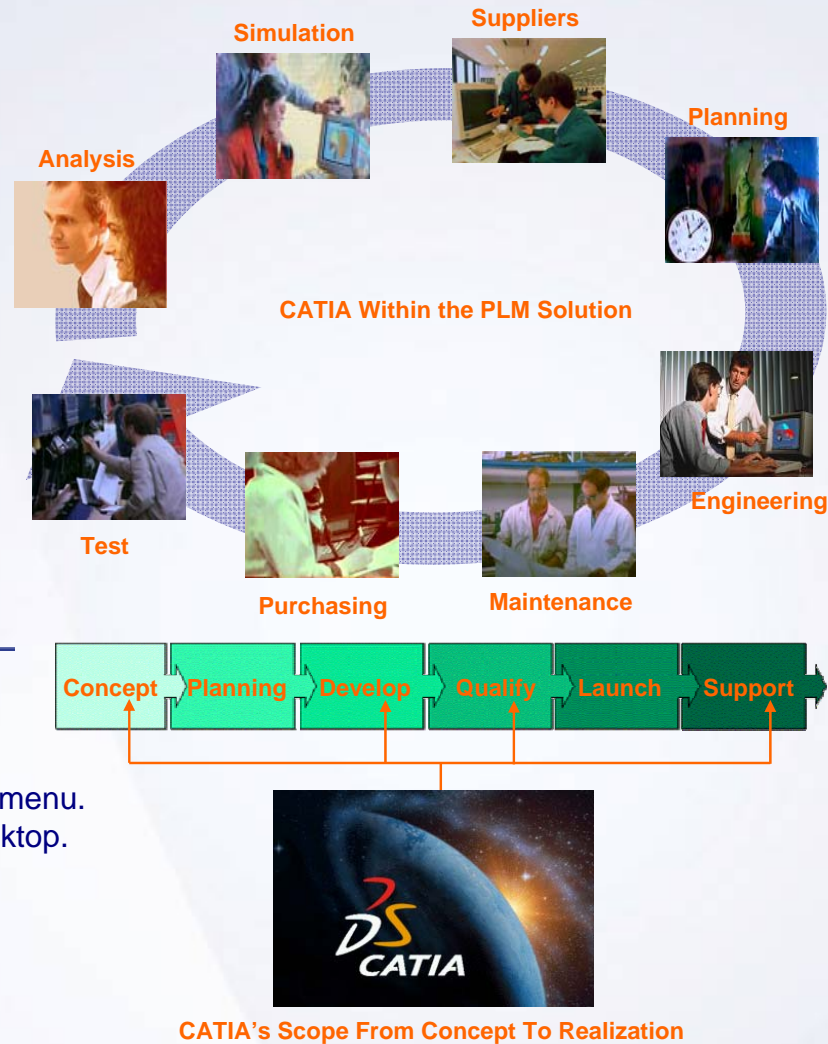 Simulation
Suppliers
Planning
Analysis
CATIA Within the PLM Solution
Engineering
Test
Purchasing
Maintenance
Concept Planning Develop Qualify Launch Support
menu.
ktop.
DS
CATIA
CATIA's Scope From Concept To Realization